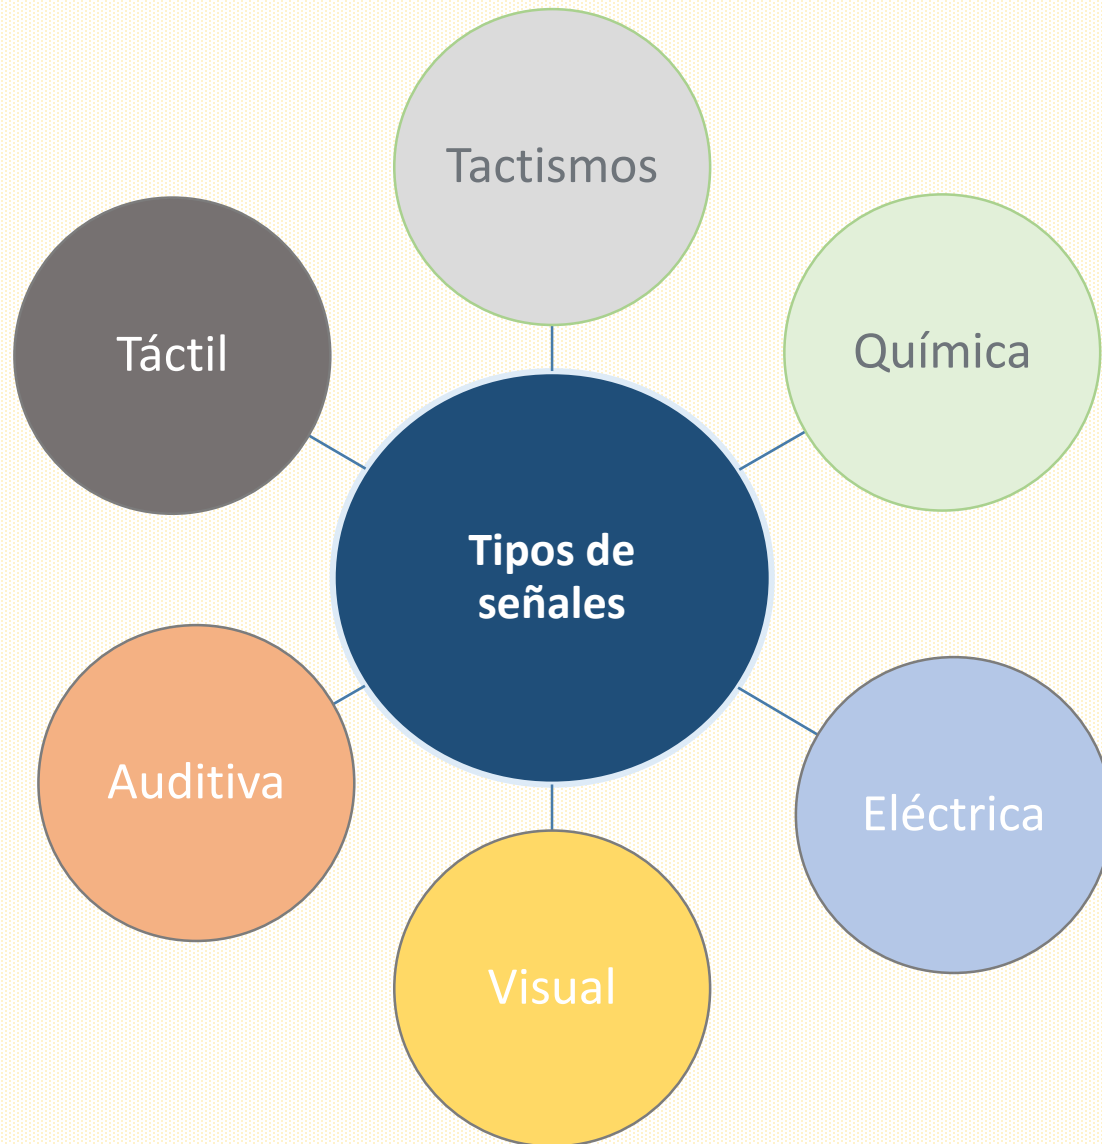 Tactismos
Táctil
Química
Tipos de
señales
Auditiva
Eléctrica
Visual